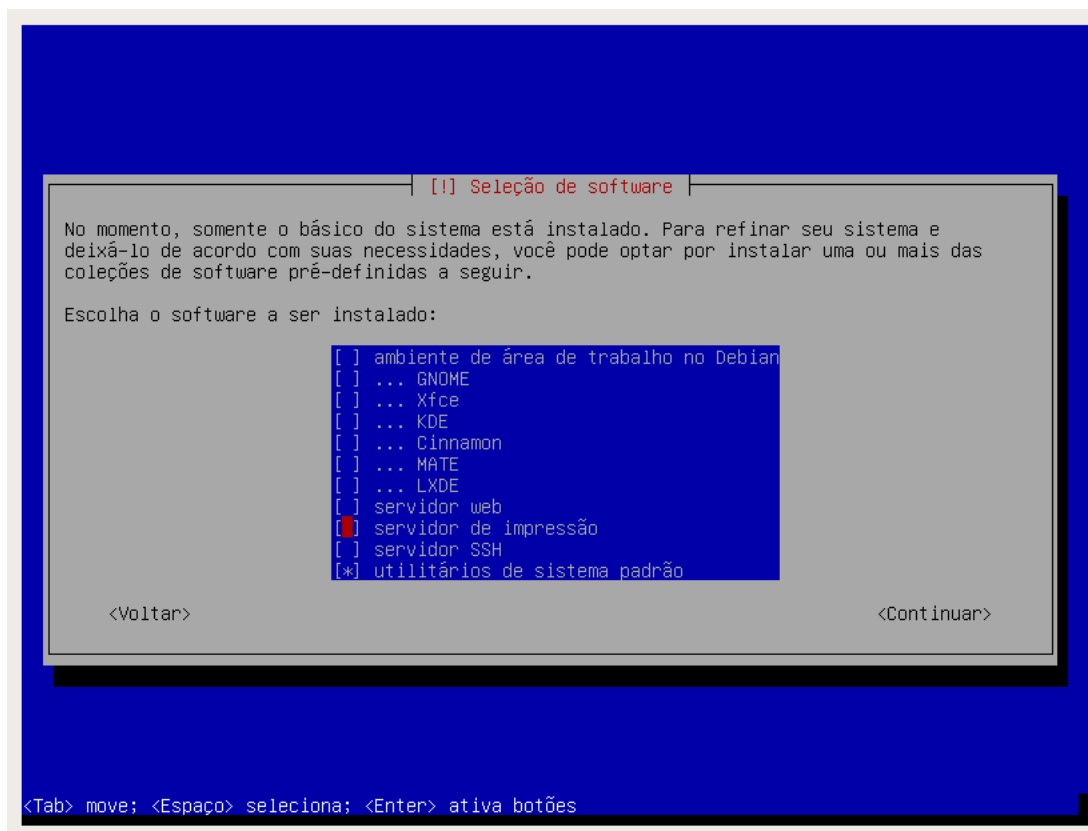 [!] Seleção de software
No momento, somente o básico do sistema está instalado. Para refinar seu sistema e
deixá-lo de acordo com suas necessidades, você pode optar por instalar uma ou mais das
coleções de software pré-definidas a seguir.
Escolha o software a ser instalado:
[ ] ambiente de área de trabalho no Debian
[ ] ... GNOME
[ ] ... Xfce
[ ] ... KDE
[ ] ... Cinnamon
[ ] ... MATE
[ ] ... LXDE
[ ] servidor web
[ ] servidor de impressão
[ ] servidor SSH
[*] utilitários de sistema padrão
<Voltar> <Continuar>
<Tab> move; <Espaço> seleciona; <Enter> ativa botões